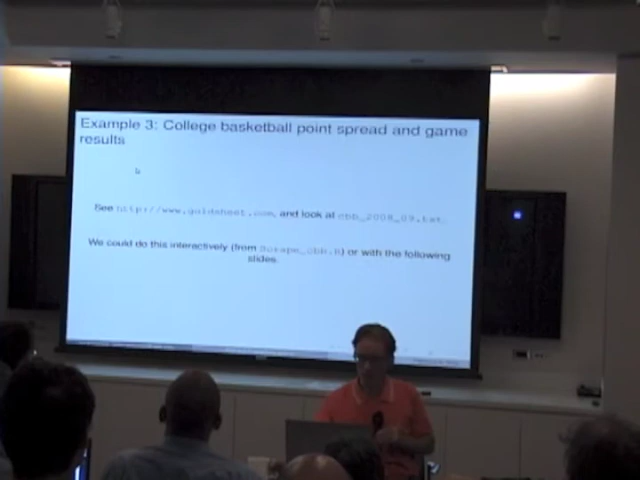 Example 3: College basketball point spread and game
results
See http://www.goldsheet.com, and look at cbb_2008_09.txt.
We could do this interactively (from Scrape_cbb.R) or with the following
slides.